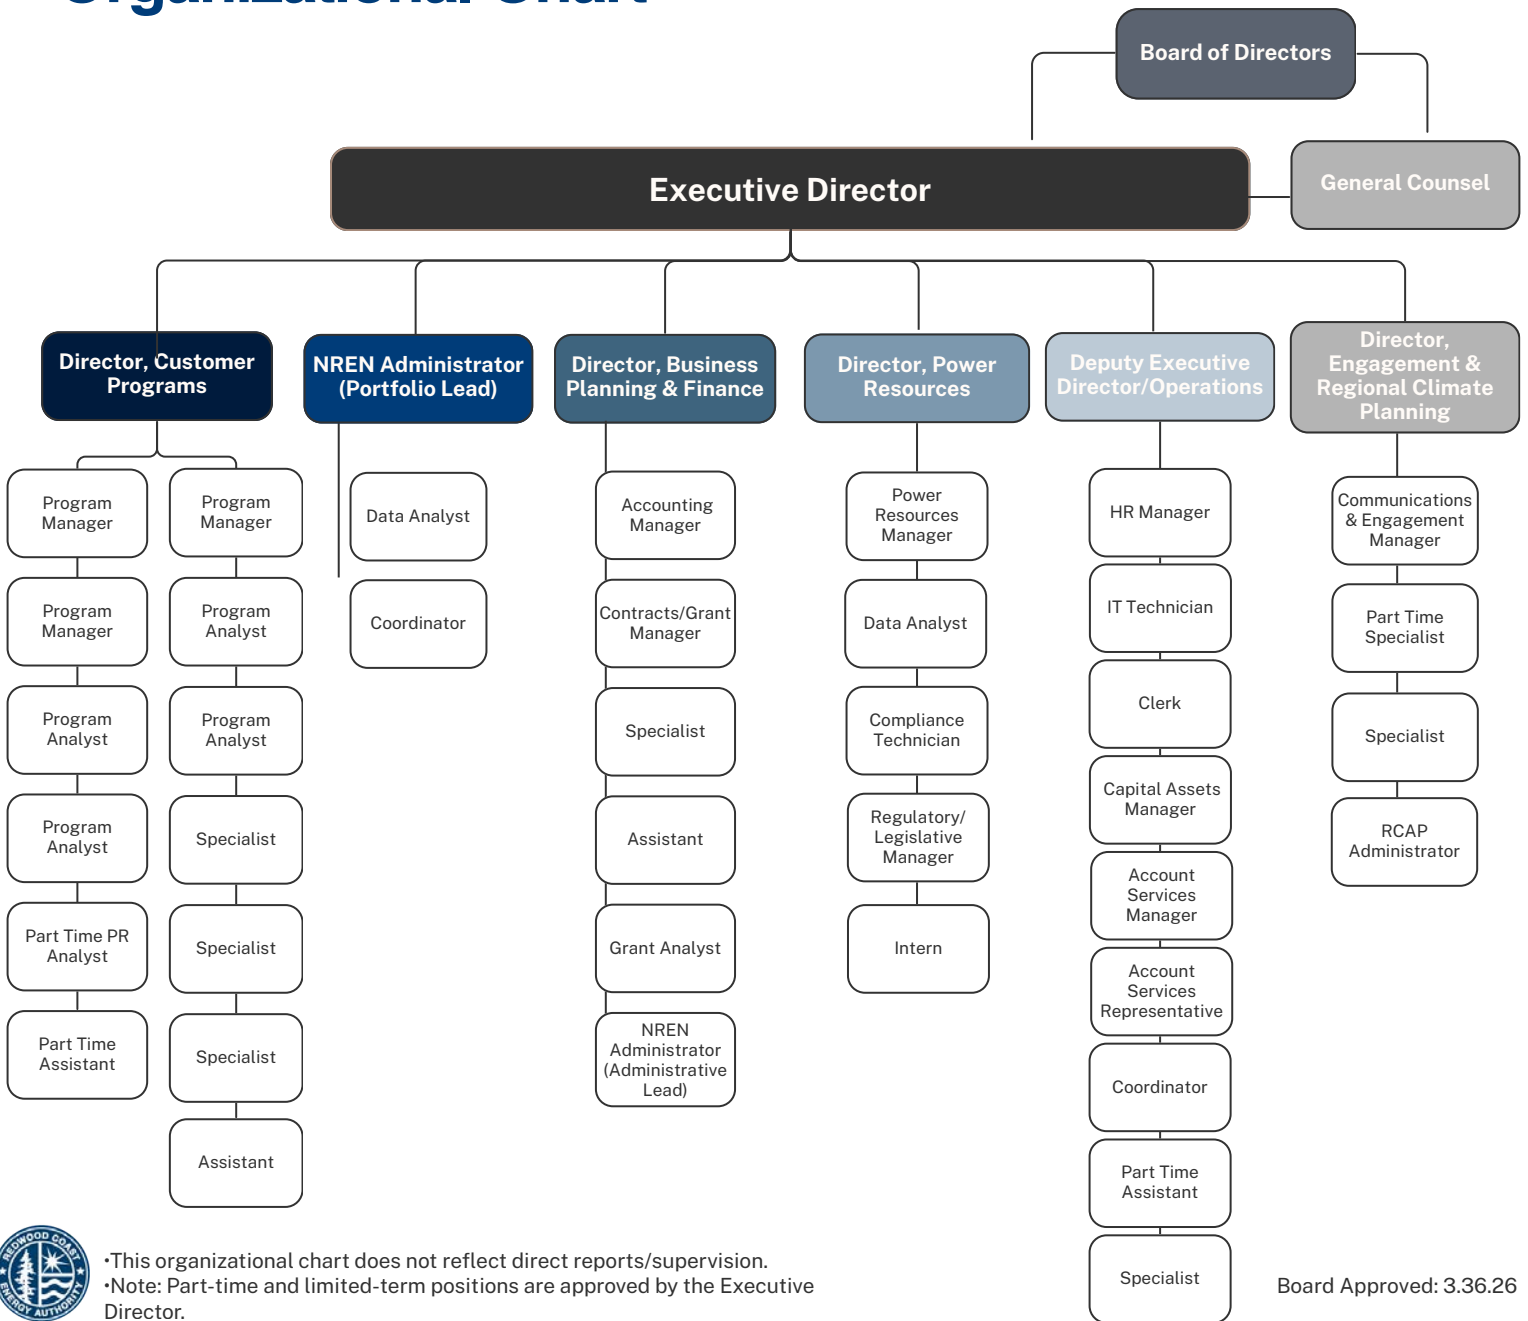 Organizational Chart
Board of Directors
Executive Director
General Counsel
Director, Customer
Programs
NREN Administrator
(Portfolio Lead)
Director, Business
Planning & Finance
Director, Power
Resources
Deputy Executive
Director/Operations
Director,
Engagement &
Regional Climate
Planning
Program
Manager
Program
Manager
Program
Analyst
Program
Analyst
Part Time PR
Analyst
Part Time
Assistant
Program
Manager
Program
Analyst
Program
Analyst
Specialist
Specialist
Specialist
Assistant
Data Analyst
Coordinator
Accounting
Manager
Contracts/Grant
Manager
Specialist
Assistant
Grant Analyst
NREN
Administrator
(Administrative
Lead)
Power
Resources
Manager
Data Analyst
Compliance
Technician
Regulatory/
Legislative
Manager
Intern
HR Manager
IT Technician
Clerk
Capital Assets
Manager
Account
Services
Manager
Account
Services
Representative
Coordinator
Part Time
Assistant
Specialist
Communications
& Engagement
Manager
Part Time
Specialist
Specialist
RCAP
Administrator
REDWOOD COAST
ENERGY AUTHORITY
•This organizational chart does not reflect direct reports/supervision.
•Note: Part-time and limited-term positions are approved by the Executive
Director.
Board Approved: 3.36.26